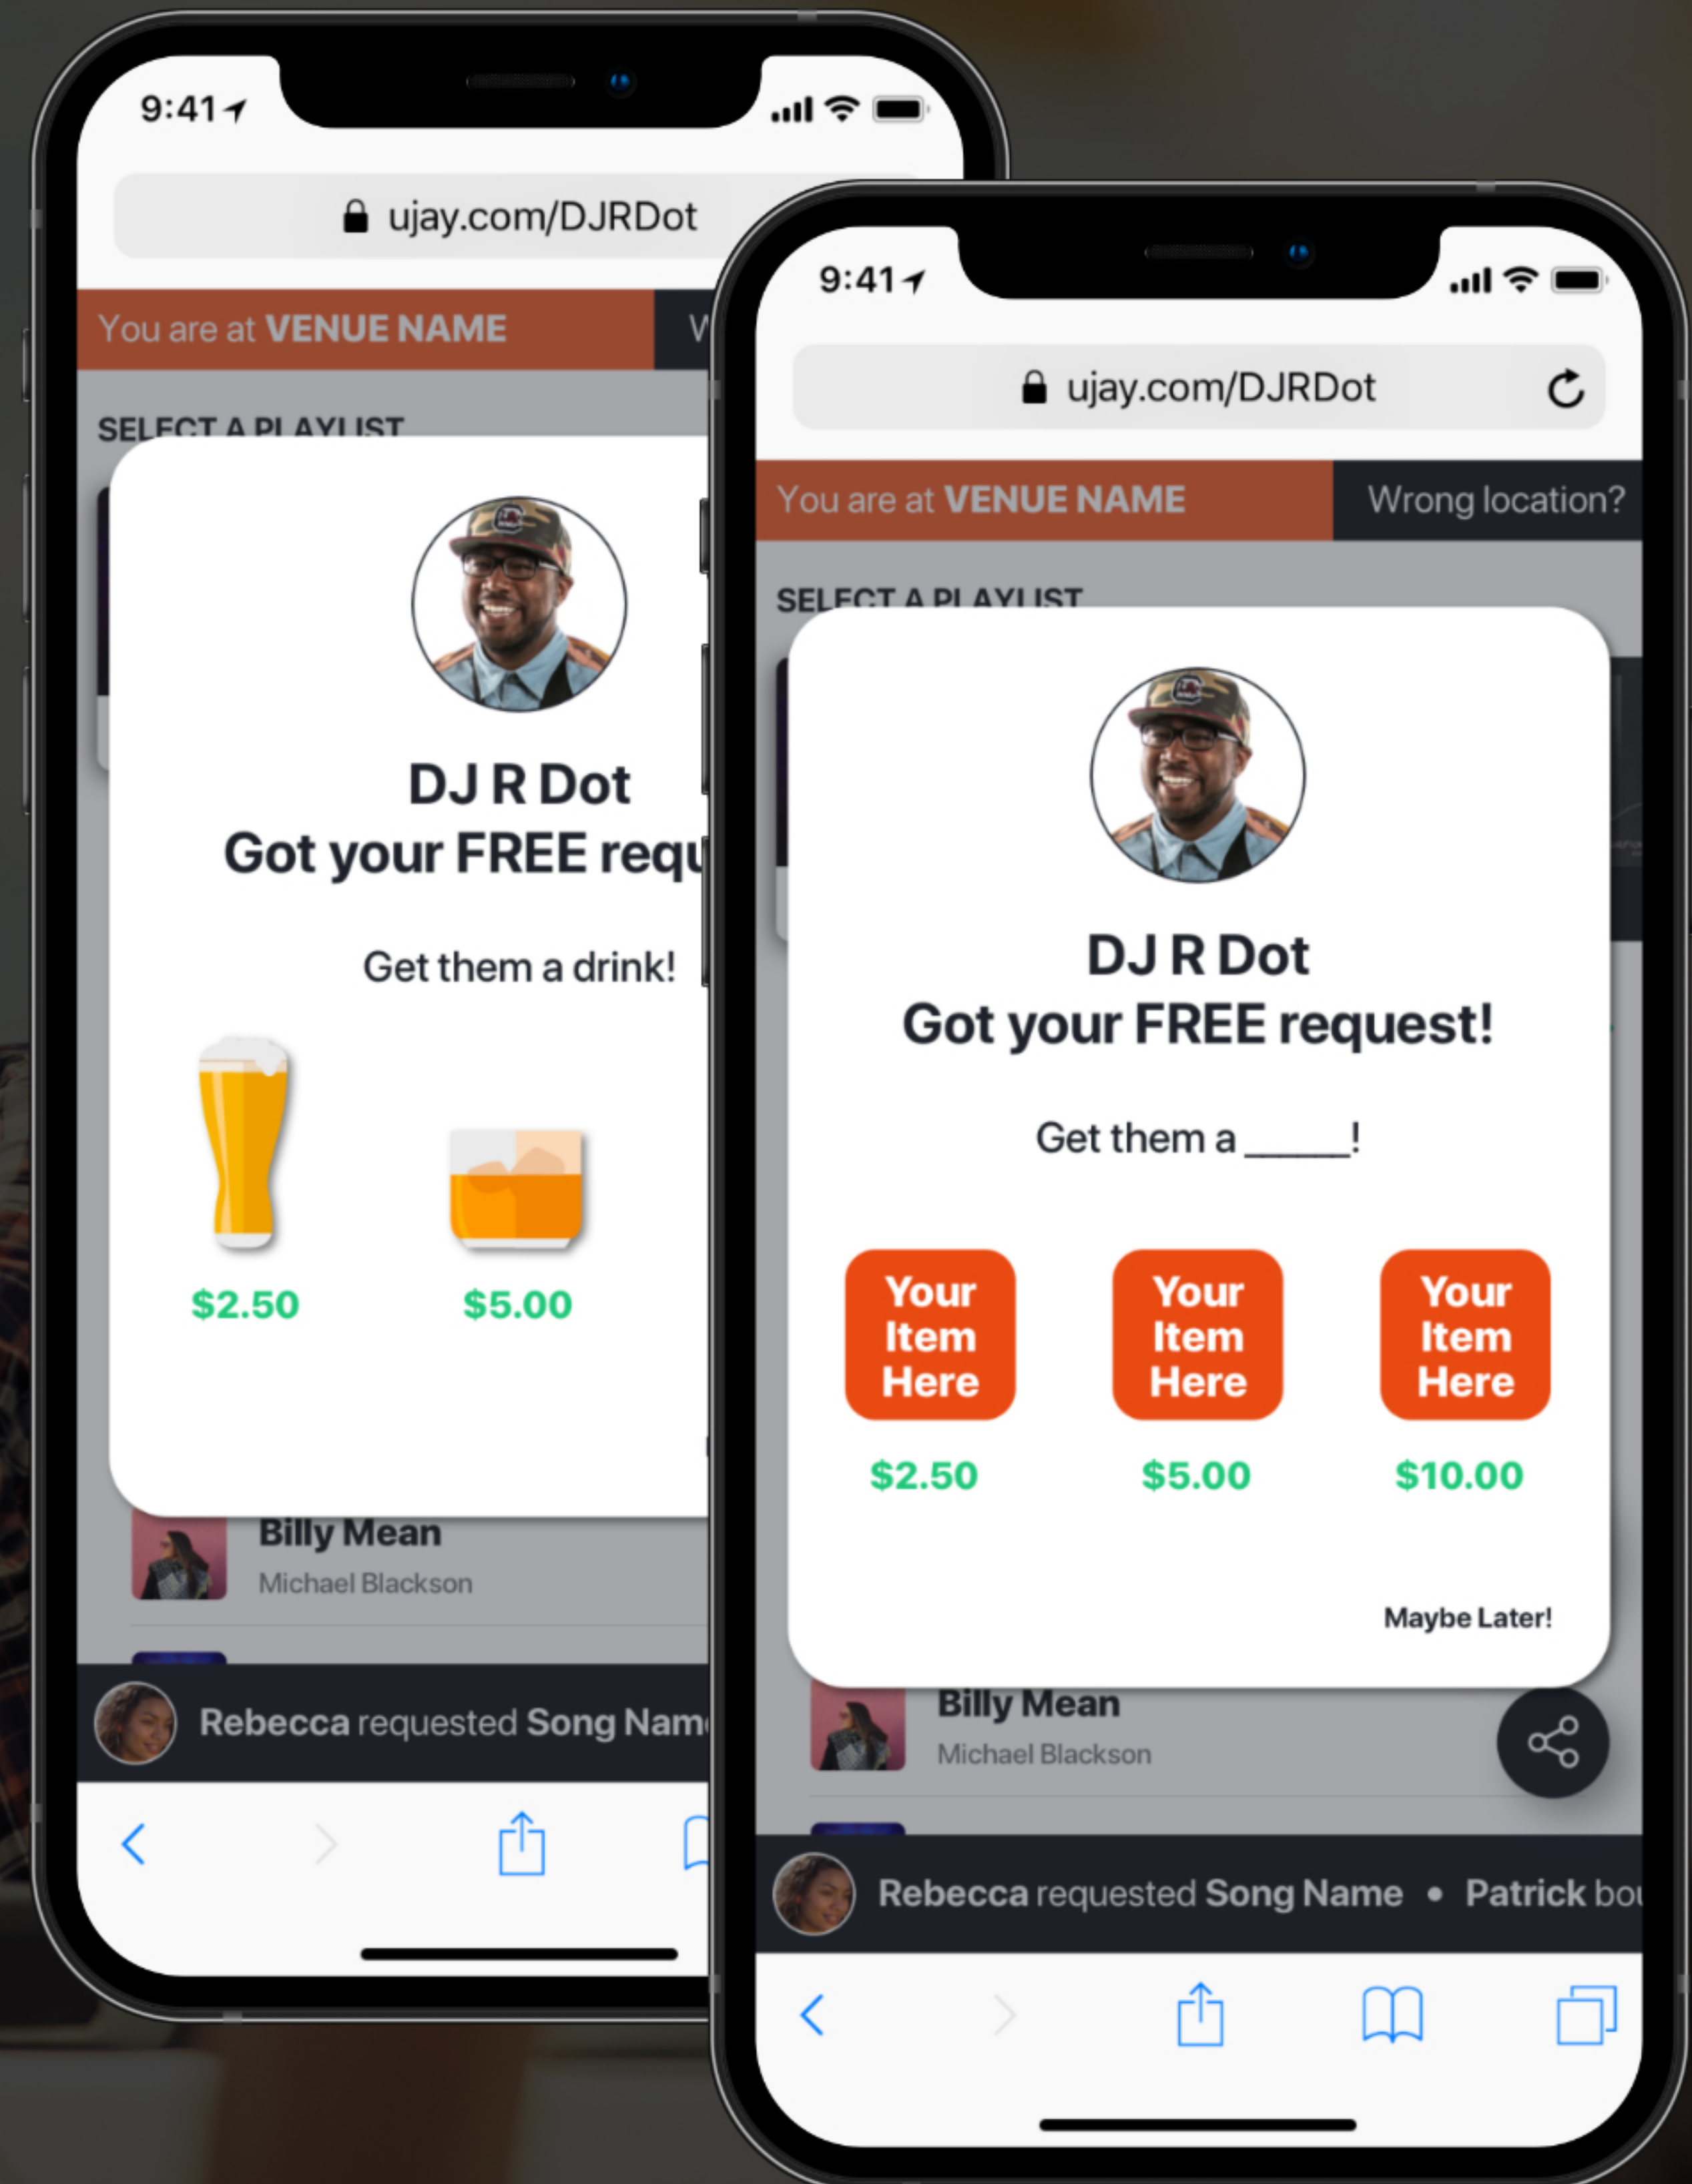 9:41
ujay.com/DJRDot
You are at VENUE NAME
SELECT A PLAYLIST
DJ R Dot
Got your FREE requ
Get them a drink!
$2.50 $5.00
Billy Mean
Michael Blackson
Rebecca requested Song Nam
9:41
ujay.com/DJRDot
You are at VENUE NAME Wrong location?
SELECT A PLAYLIST
DJ R Dot
Got your FREE request!
Get them a ______!
Your Your Your
Item Item Item
Here Here Here
$2.50 $5.00 $10.00
Maybe Later!
Billy Mean
Michael Blackson
Rebecca requested Song Name • Patrick bou